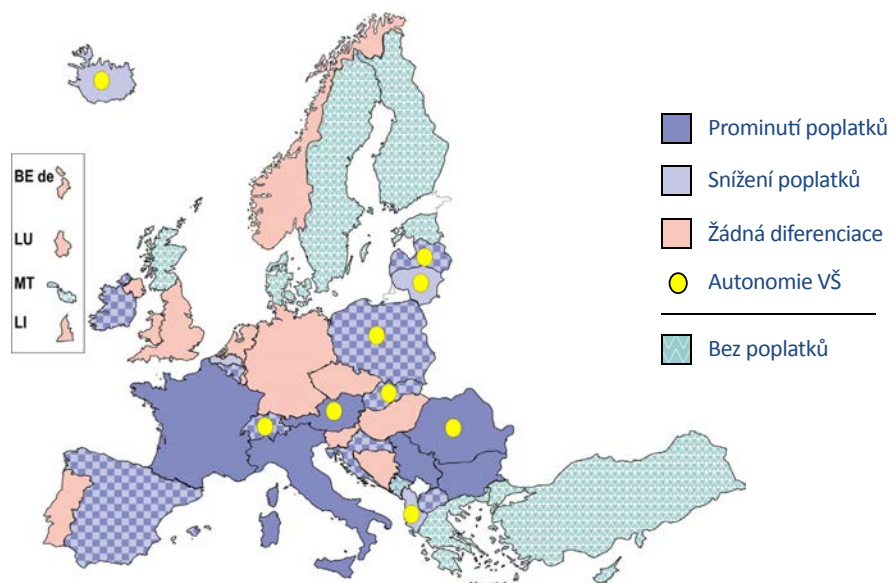 BE de
LU
MT
LI
Prominutí poplatků
Snížení poplatků
Žádná diferenciace
Autonomie VŠ
Bez poplatků